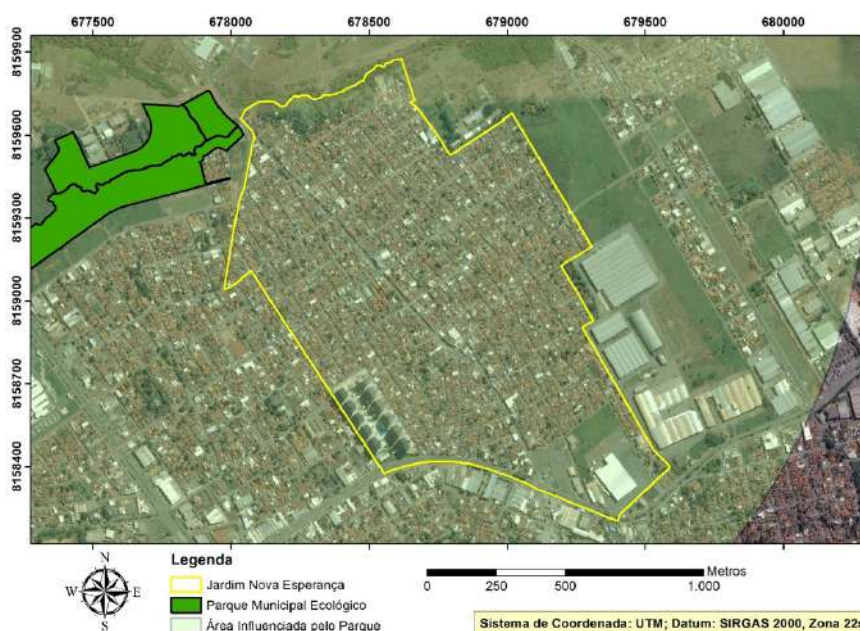 677500 678000 678500 679000 679500 680000
8159900
8159600
8159300
8159000
8158700
8158400
N
W E
S
Legenda
Jardim Nova Esperança
Parque Municipal Ecológico
Área Influenciada pelo Parque
Metros
0 250 500 1.000
Sistema de Coordenada: UTM; Datum: SIRGAS 2000, Zona 22